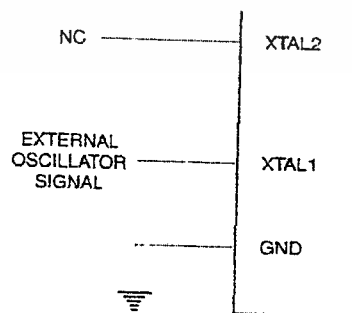 NC
XTAL2
EXTERNAL
OSCILLATOR
SIGNAL
XTAL1
GND